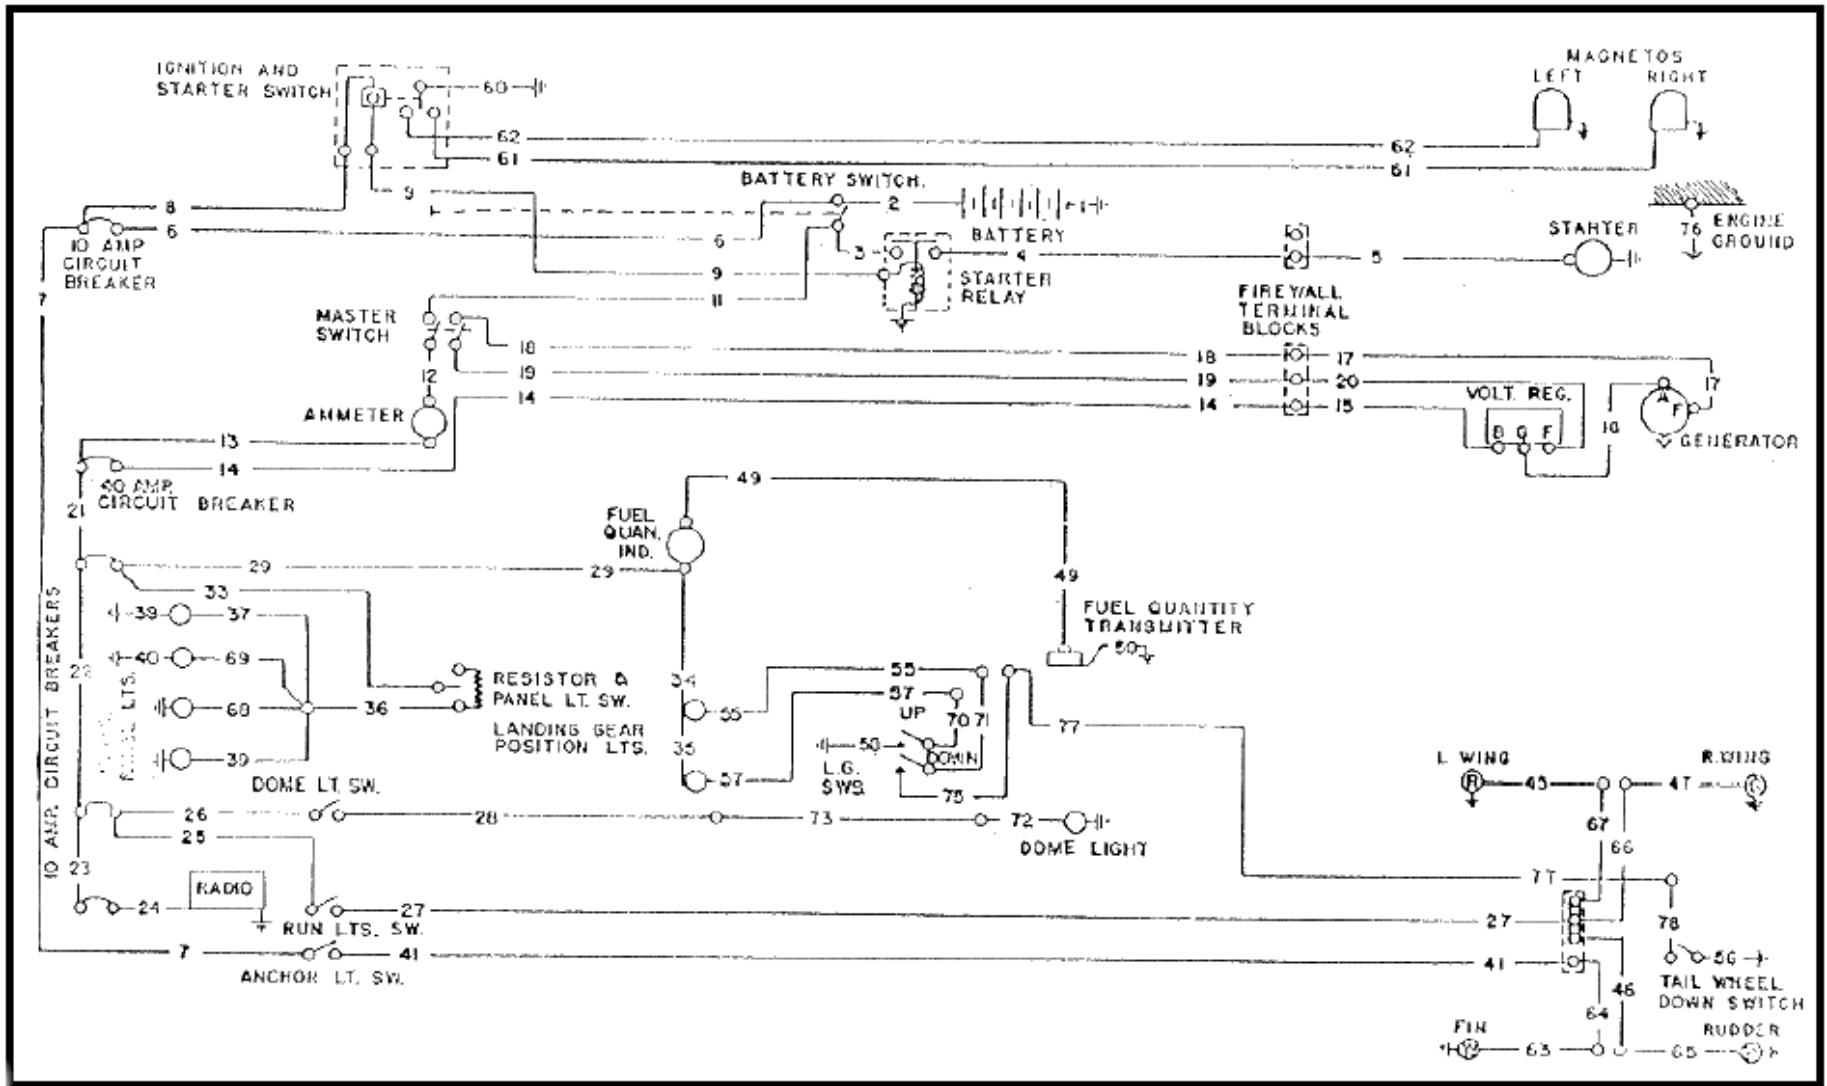 MAGNETOS
LEFT RIGHT
IGNITION AND
STARTER SWITCH
60
62
61
62
61
BATTERY SWITCH.
8
9
2
6
6
3
4
5
10 AMP
CIRCUIT
BREAKER
BATTERY
STARTER
76
ENGINE
GROUND
7
9
11
STARTER
RELAY
FIREWALL
TERMINAL
BLOCKS
MASTER
SWITCH
18
19
14
18
19
14
17
20
15
17
12
AMMETER
VOLT. REG.
B G F
A
F
GENERATOR
13
14
40 AMP.
CIRCUIT BREAKER
21
49
FUEL
QUAN.
IND.
29
29
49
33
FUEL QUANTITY
TRANSMITTER
50
10 AMP. CIRCUIT BREAKERS
39
37
40
69
68
39
LTS.
36
RESISTOR &
PANEL LT. SW.
LANDING GEAR
POSITION LTS.
34
55
55
57
UP
70 71
77
35
57
L.G.
SWS.
DOWN
75
DOME LT. SW.
26
28
73
72
DOME LIGHT
25
23
24
RADIO
27
RUN LTS. SW.
7
41
ANCHOR LT. SW.
L. WING
R. WING
R
45
47
67
66
77
27
78
41
46
64
56
TAIL WHEEL
DOWN SWITCH
FIN
RUDDER
W
63
65